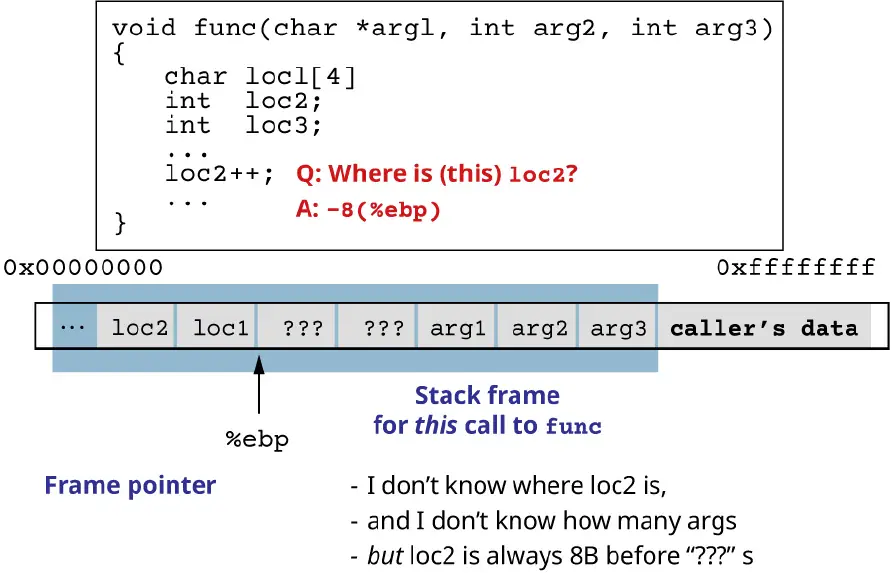 void func(char *arg1, int arg2, int arg3)
{
char loc1[4]
int loc2;
int loc3;
...
loc2++; Q: Where is (this) loc2?
... A: -8(%ebp)
}
0x00000000 0xffffffff
... loc2 loc1 ??? ??? arg1 arg2 arg3 caller's data
Stack frame
for this call to func
%ebp
Frame pointer
- I don't know where loc2 is,
- and I don't know how many args
- but loc2 is always 8B before “???” s